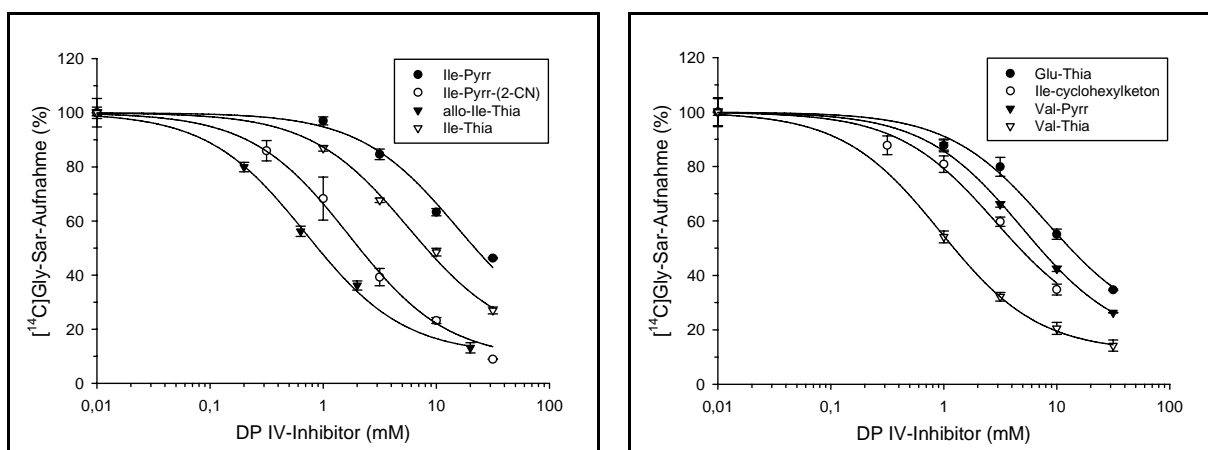 120
100
80
60
40
20
0
[¹⁴C]Gly-Sar-Aufnahme (%)
Ile-Pyrr
Ile-Pyrr-(2-CN)
allo-Ile-Thia
Ile-Thia
0,01 0,1 1 10 100
DP IV-Inhibitor (mM)
120
100
80
60
40
20
0
[¹⁴C]Gly-Sar-Aufnahme (%)
Glu-Thia
Ile-cyclohexylketon
Val-Pyrr
Val-Thia
0,01 0,1 1 10 100
DP IV-Inhibitor (mM)